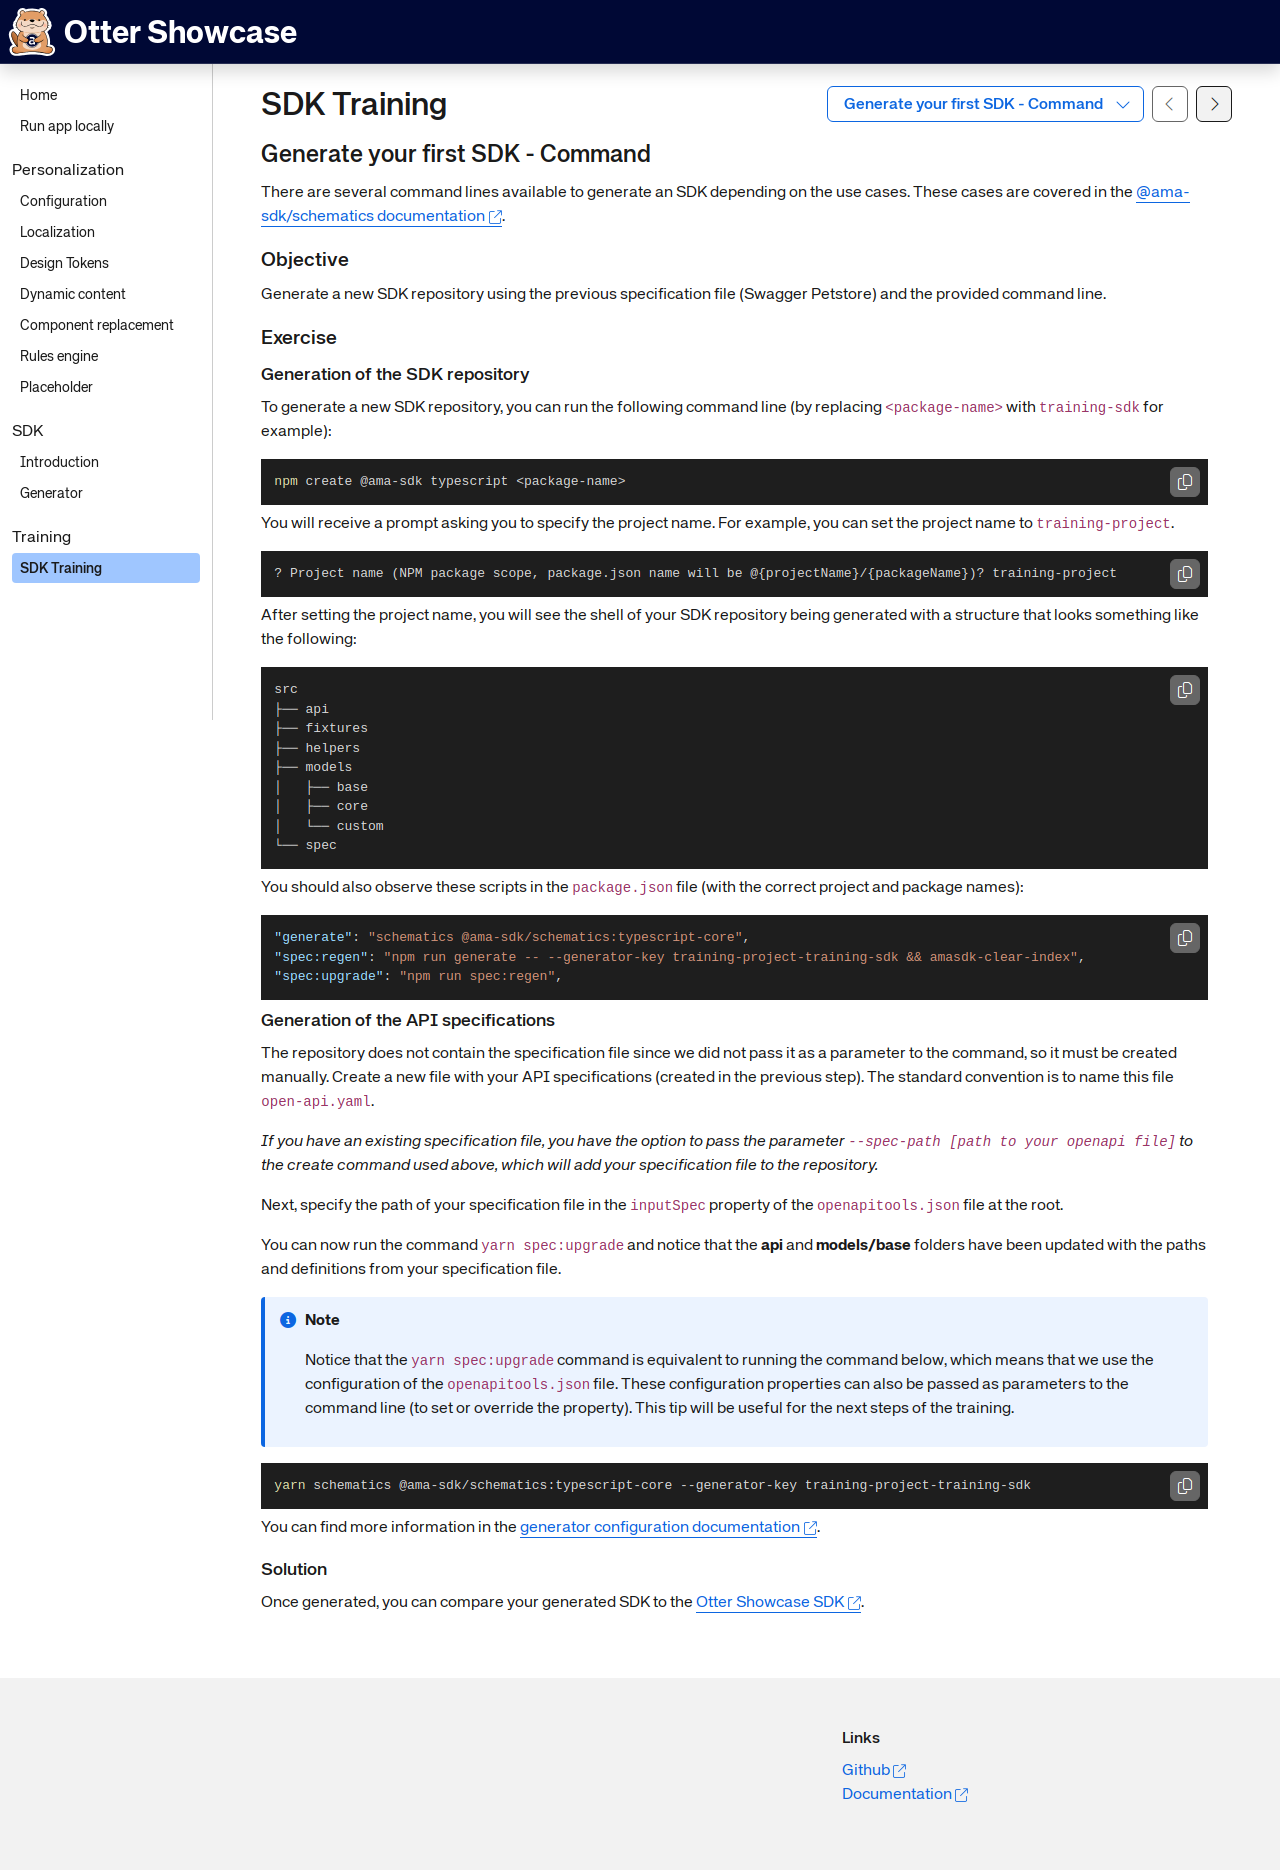 Otter Showcase
Home
Run app locally
Personalization
Configuration
Localization
Design Tokens
Dynamic content
Component replacement
Rules engine
Placeholder
SDK
Introduction
Generator
Training
SDK Training
SDK Training
Generate your first SDK - Command
Generate your first SDK - Command
There are several command lines available to generate an SDK depending on the use cases. These cases are covered in the @ama-
sdk/schematics documentation.
Objective
Generate a new SDK repository using the previous specification file (Swagger Petstore) and the provided command line.
Exercise
Generation of the SDK repository
To generate a new SDK repository, you can run the following command line (by replacing <package-name> with training-sdk for
example):
npm create @ama-sdk typescript <package-name>
You will receive a prompt asking you to specify the project name. For example, you can set the project name to training-project.
? Project name (NPM package scope, package.json name will be @{projectName}/{packageName})? training-project
After setting the project name, you will see the shell of your SDK repository being generated with a structure that looks something like
the following:
src
├── api
├── fixtures
├── helpers
├── models
│   ├── base
│   ├── core
│   └── custom
└── spec
You should also observe these scripts in the package.json file (with the correct project and package names):
"generate": "schematics @ama-sdk/schematics:typescript-core",
"spec:regen": "npm run generate -- --generator-key training-project-training-sdk && amasdk-clear-index",
"spec:upgrade": "npm run spec:regen",
Generation of the API specifications
The repository does not contain the specification file since we did not pass it as a parameter to the command, so it must be created
manually. Create a new file with your API specifications (created in the previous step). The standard convention is to name this file
open-api.yaml.
If you have an existing specification file, you have the option to pass the parameter --spec-path [path to your openapi file] to
the create command used above, which will add your specification file to the repository.
Next, specify the path of your specification file in the inputSpec property of the openapitools.json file at the root.
You can now run the command yarn spec:upgrade and notice that the api and models/base folders have been updated with the paths
and definitions from your specification file.
Note
Notice that the yarn spec:upgrade command is equivalent to running the command below, which means that we use the
configuration of the openapitools.json file. These configuration properties can also be passed as parameters to the
command line (to set or override the property). This tip will be useful for the next steps of the training.
yarn schematics @ama-sdk/schematics:typescript-core --generator-key training-project-training-sdk
You can find more information in the generator configuration documentation.
Solution
Once generated, you can compare your generated SDK to the Otter Showcase SDK.
Links
Github
Documentation